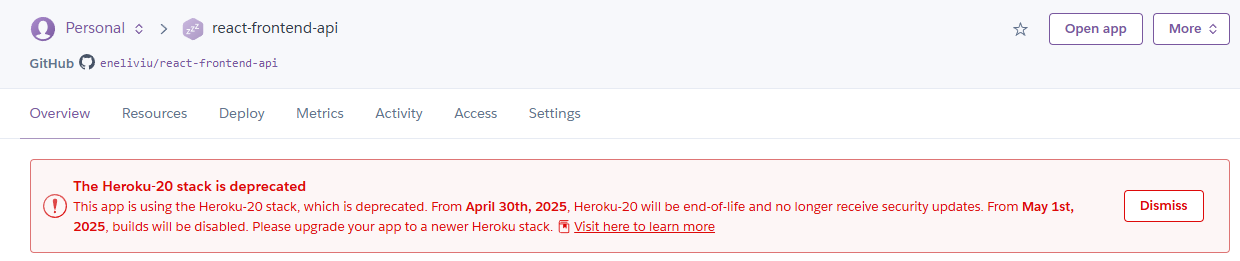 Personal react-frontend-api Open app More
GitHub eneliviu/react-frontend-api
Overview Resources Deploy Metrics Activity Access Settings
The Heroku-20 stack is deprecated
This app is using the Heroku-20 stack, which is deprecated. From April 30th, 2025, Heroku-20 will be end-of-life and no longer receive security updates. From May 1st,
2025, builds will be disabled. Please upgrade your app to a newer Heroku stack. Visit here to learn more
Dismiss